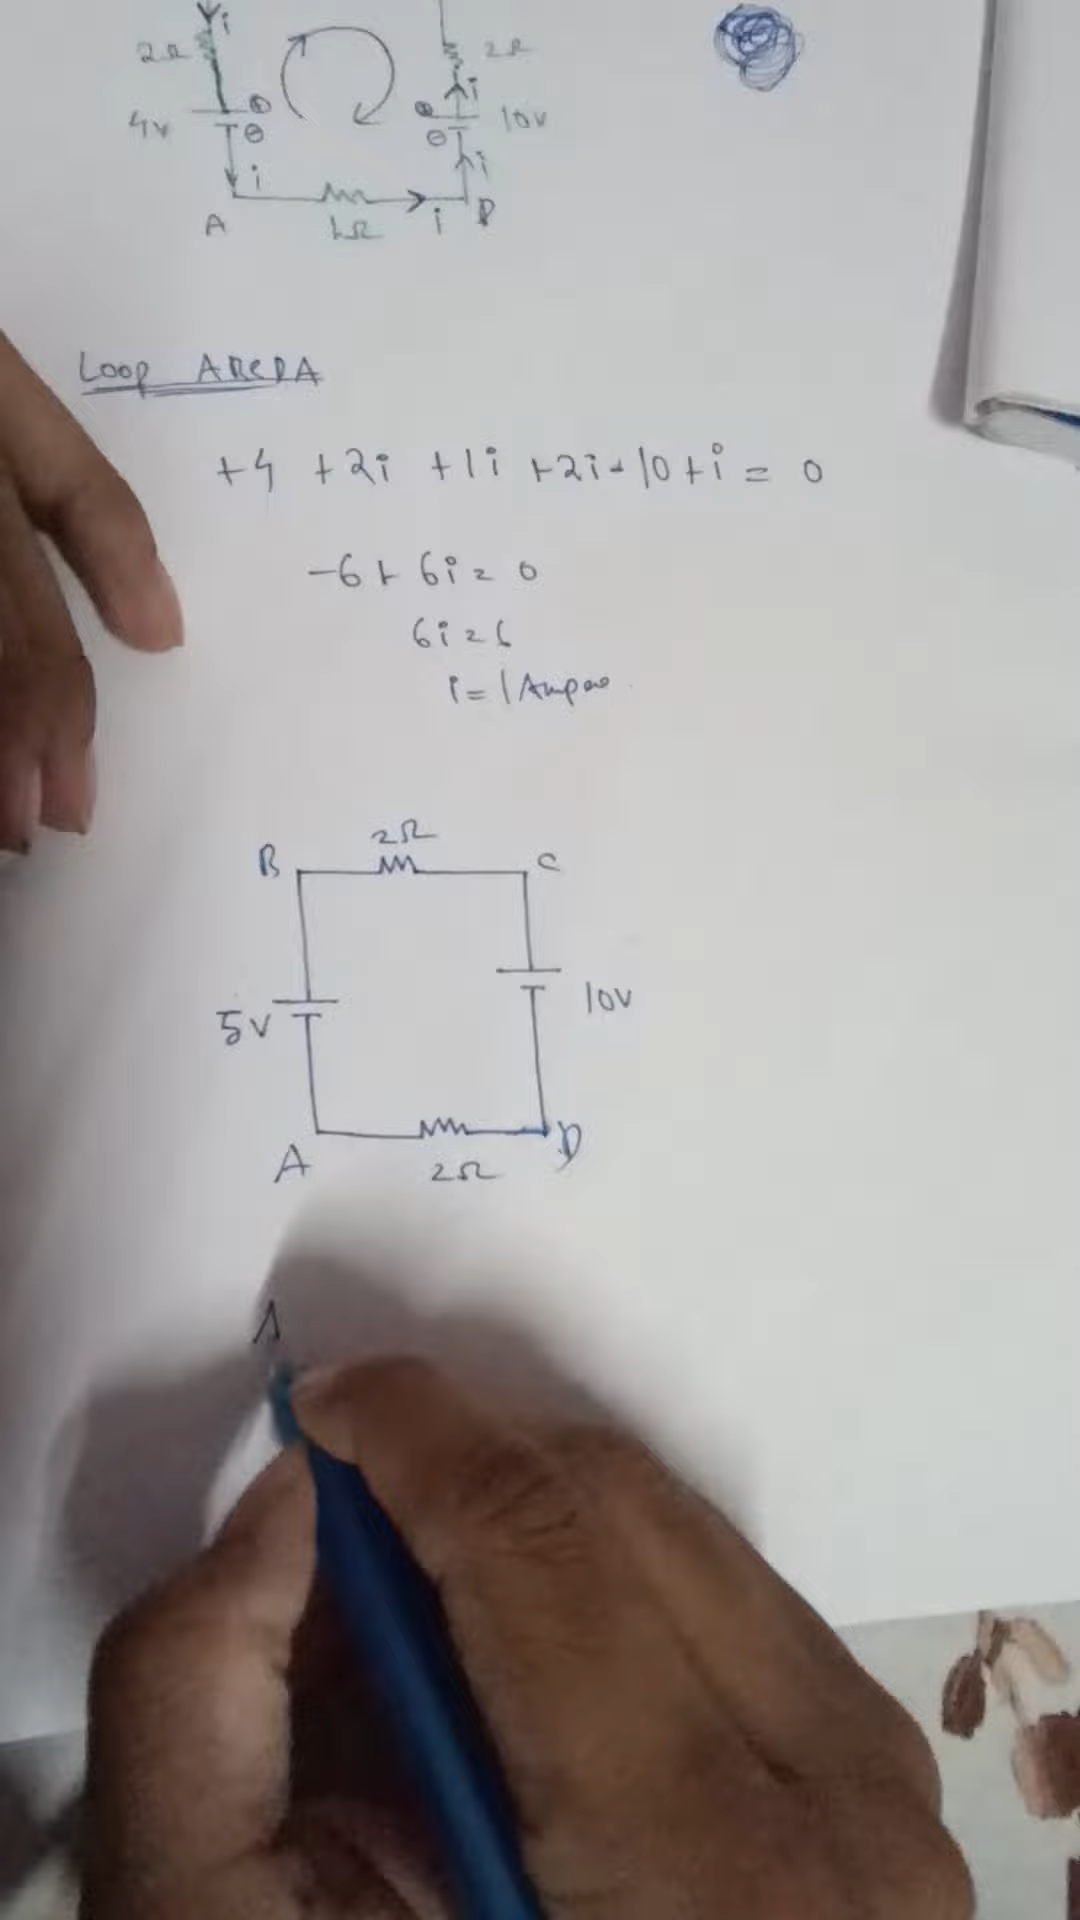 i
2Ω 2Ω
⊕ ⊕ i
4v 10v
⊖ ⊖
i i
A 1Ω i D
Loop ABCDA
+4 +2i +1i +2i - 10 + i = 0
-6 + 6i = 0
6i = 6
i = 1 Ampere
2Ω
B C
5v 10v
A 2Ω D
A